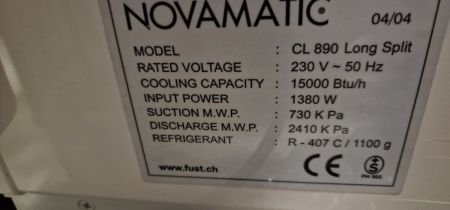 NOVAMATIC 04/04
MODEL : CL 890 Long Split
RATED VOLTAGE : 230 V ~ 50 Hz
COOLING CAPACITY : 15000 Btu/h
INPUT POWER : 1380 W
SUCTION M.W.P. : 730 K Pa
DISCHARGE M.W.P. : 2410 K Pa
REFRIGERANT : R - 407 C / 1100 g
www.fust.ch CE S